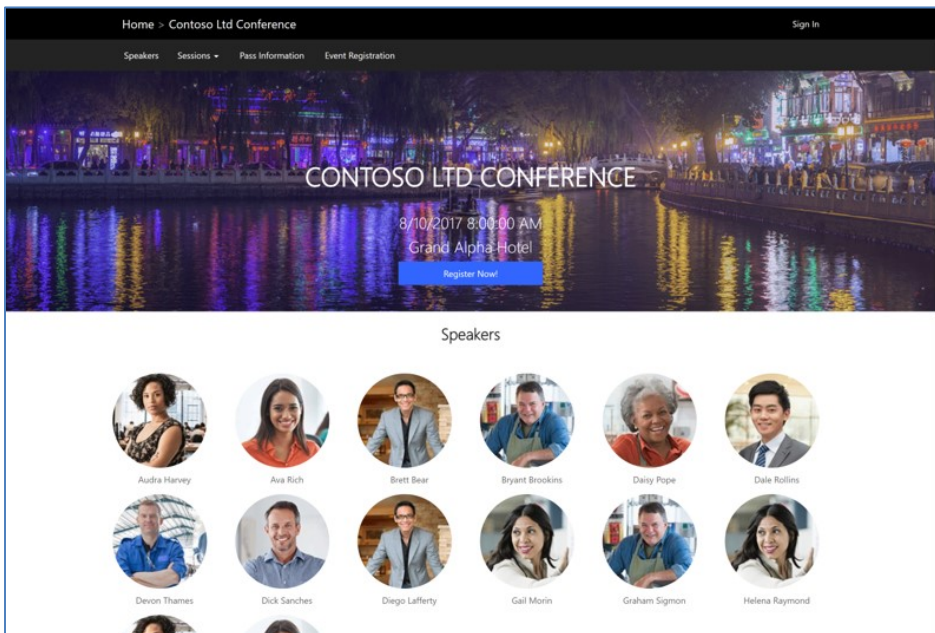 Home > Contoso Ltd Conference Sign In
Speakers Sessions Pass Information Event Registration
CONTOSO LTD CONFERENCE
8/10/2017 8:00:00 AM
Grand Alpha Hotel
Register Now!
Speakers
Audra Harvey Ava Rich Brett Bear Bryant Brookins Daisy Pope Dale Rollins
Devon Thames Dick Sanches Diego Lafferty Gail Morin Graham Sigmon Helena Raymond